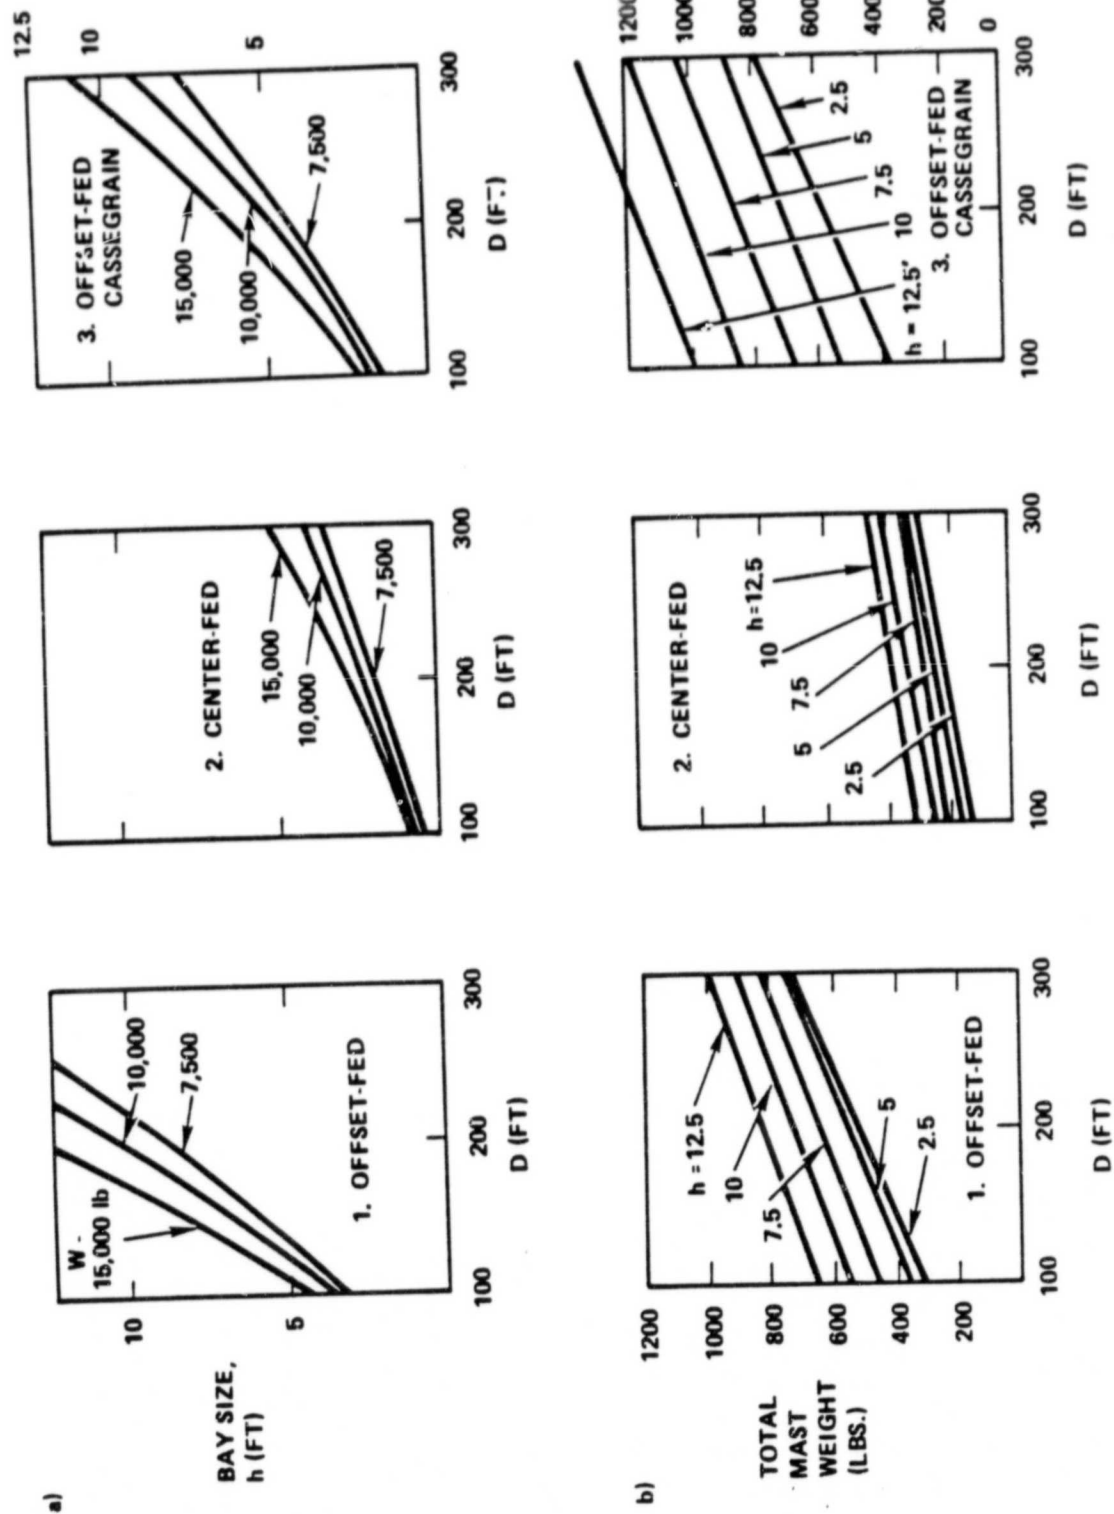 a)
BAY SIZE,
h (FT)
10
5
W -
15,000 lb
10,000
7,500
1. OFFSET-FED
100
200
300
D (FT)
2. CENTER-FED
15,000
10,000
7,500
100
200
300
D (FT)
3. OFFSET-FED
CASSEGRAIN
15,000
10,000
7,500
12.5
10
5
100
200
300
D (F-)
b)
TOTAL
MAST
WEIGHT
(LBS.)
1200
1000
800
600
400
200
h = 12.5
10
7.5
5
2.5
1. OFFSET-FED
100
200
300
D (FT)
2. CENTER-FED
h=12.5
10
7.5
5
2.5
100
200
300
D (FT)
1200
1000
800
600
400
200
0
2.5
5
7.5
10
h = 12.5'
3. OFFSET-FED
CASSEGRAIN
100
200
300
D (FT)